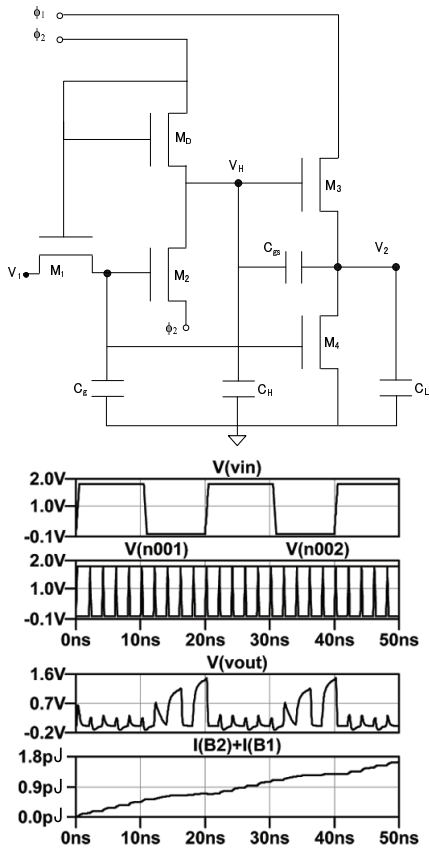 ϕ1
ϕ2
MD
VH
M3
Cgs
V2
V1
M1
M2
ϕ2
M4
Cg
CH
CL
V(vin)
2.0V
1.0V
-0.1V
V(n001) V(n002)
2.0V
1.0V
-0.1V
0ns 10ns 20ns 30ns 40ns 50ns
V(vout)
1.6V
0.7V
-0.2V
I(B2)+I(B1)
1.8pJ
0.9pJ
0.0pJ
0ns 10ns 20ns 30ns 40ns 50ns